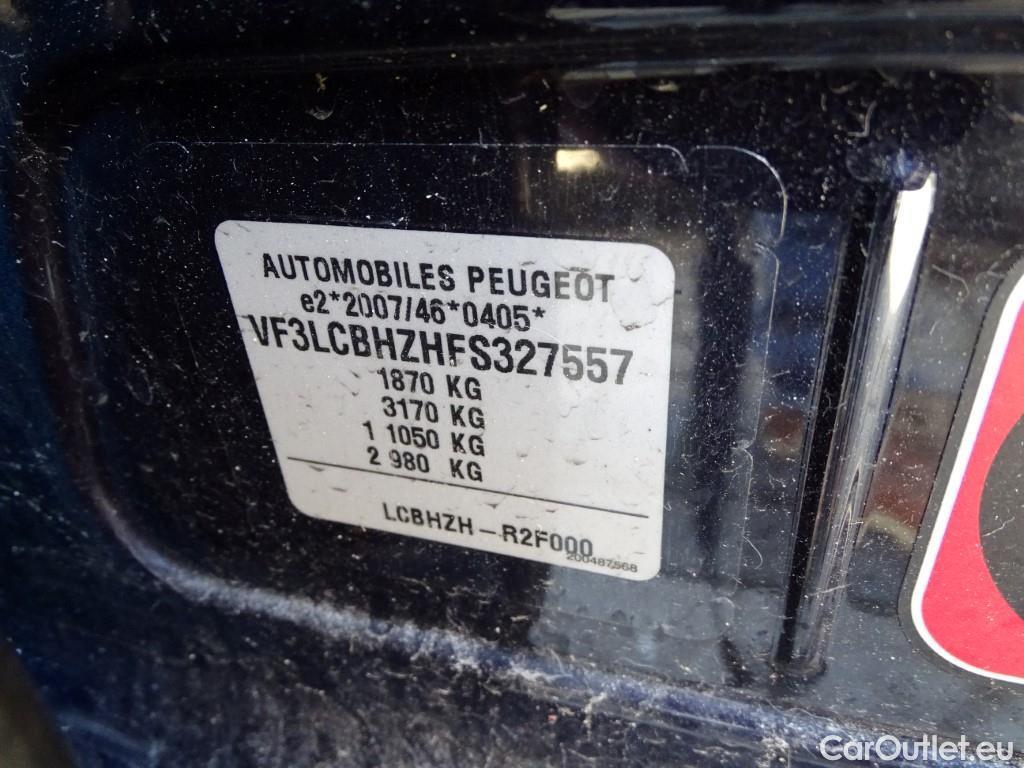 AUTOMOBILES PEUGEOT
e2*2007/46*0405*
VF3LCBHZHFS327557
1870 KG
3170 KG
1 1050 KG
2 980 KG
LCBHZH - R2F000
200487568
CarOutlet.eu